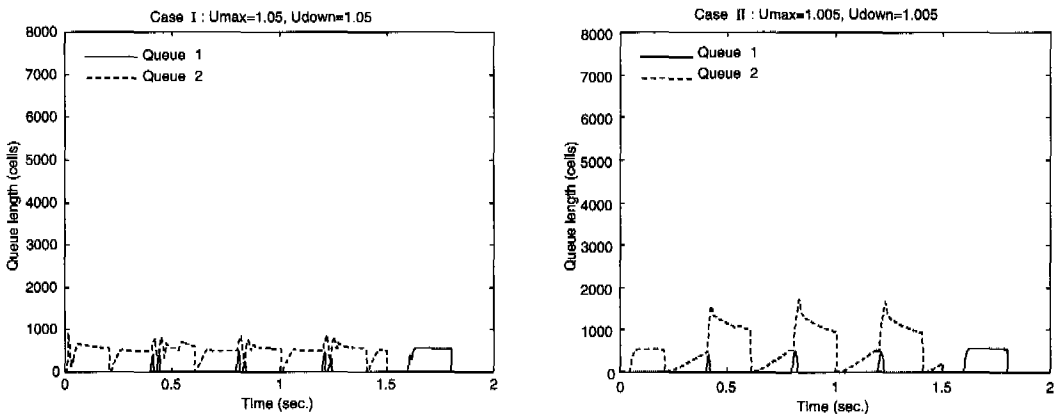 Case I : Umax=1.05, Udown=1.05
8000
7000
6000
5000
4000
3000
2000
1000
0
Queue length (cells)
Queue 1
Queue 2
0
0.5
1
1.5
2
Time (sec.)
Case II : Umax=1.005, Udown=1.005
8000
7000
6000
5000
4000
3000
2000
1000
0
Queue length (cells)
Queue 1
Queue 2
0
0.5
1
1.5
2
Time (sec.)